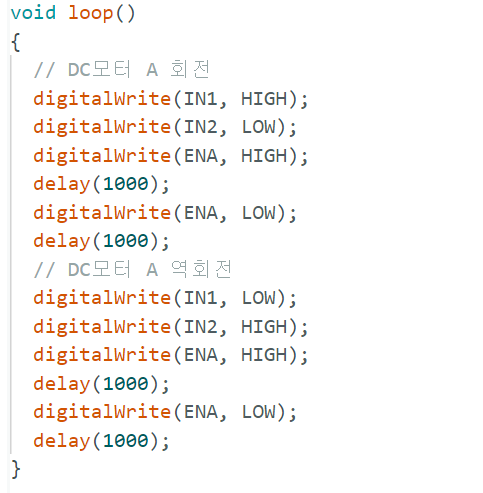 void loop()
{
  // DC모터 A 회전
  digitalWrite(IN1, HIGH);
  digitalWrite(IN2, LOW);
  digitalWrite(ENA, HIGH);
  delay(1000);
  digitalWrite(ENA, LOW);
  delay(1000);
  // DC모터 A 역회전
  digitalWrite(IN1, LOW);
  digitalWrite(IN2, HIGH);
  digitalWrite(ENA, HIGH);
  delay(1000);
  digitalWrite(ENA, LOW);
  delay(1000);
}